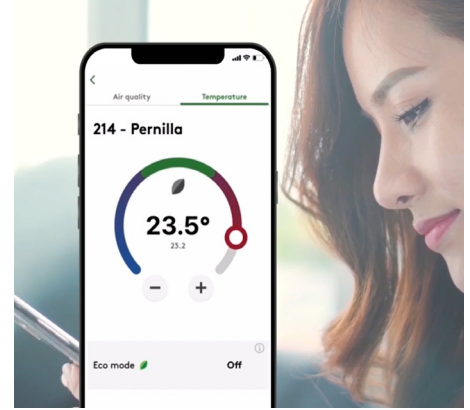 Air quality
Temperature
214 - Pernilla
23.5°
23.2
− +
Eco mode
Off